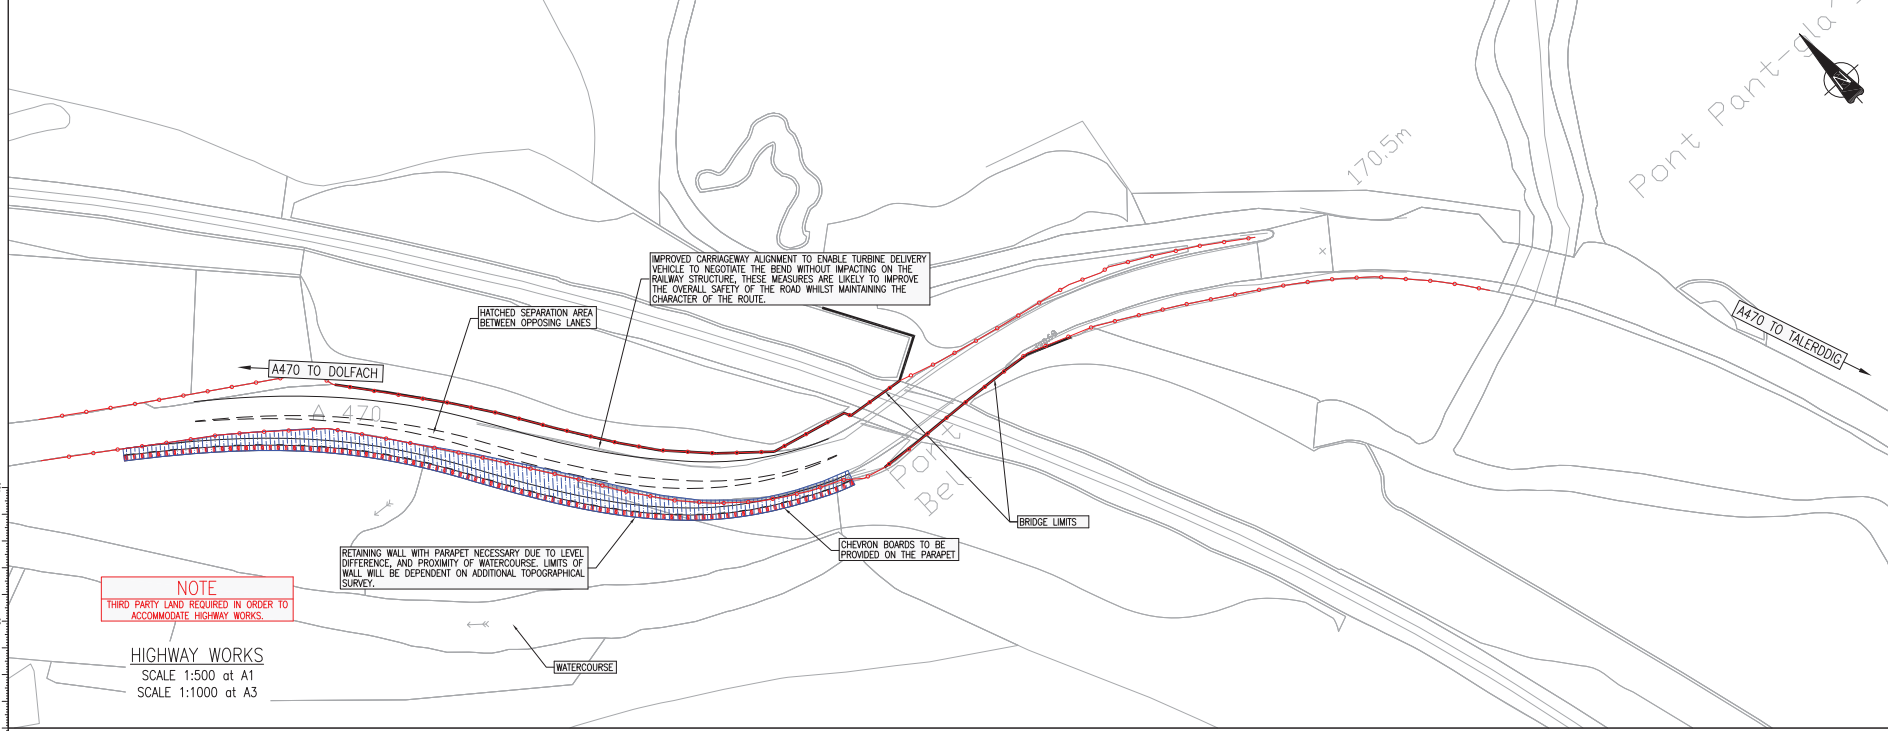 Pont Pant-gla
N
170.5m
IMPROVED CARRIAGEWAY ALIGNMENT TO ENABLE TURBINE DELIVERY
VEHICLE TO NEGOTIATE THE BEND WITHOUT IMPACTING ON THE
RAILWAY STRUCTURE, THESE MEASURES ARE LIKELY TO IMPROVE
THE OVERALL SAFETY OF THE ROAD WHILST MAINTAINING THE
CHARACTER OF THE ROUTE.
HATCHED SEPARATION AREA
BETWEEN OPPOSING LANES
A470 TO TALERDDIG
A470 TO DOLFACH
A 470
Pont
Bel
BRIDGE LIMITS
CHEVRON BOARDS TO BE
PROVIDED ON THE PARAPET
RETAINING WALL WITH PARAPET NECESSARY DUE TO LEVEL
DIFFERENCE, AND PROXIMITY OF WATERCOURSE. LIMITS OF
WALL WILL BE DEPENDENT ON ADDITIONAL TOPOGRAPHICAL
SURVEY.
NOTE
THIRD PARTY LAND REQUIRED IN ORDER TO
ACCOMMODATE HIGHWAY WORKS.
HIGHWAY WORKS
SCALE 1:500 at A1
SCALE 1:1000 at A3
WATERCOURSE